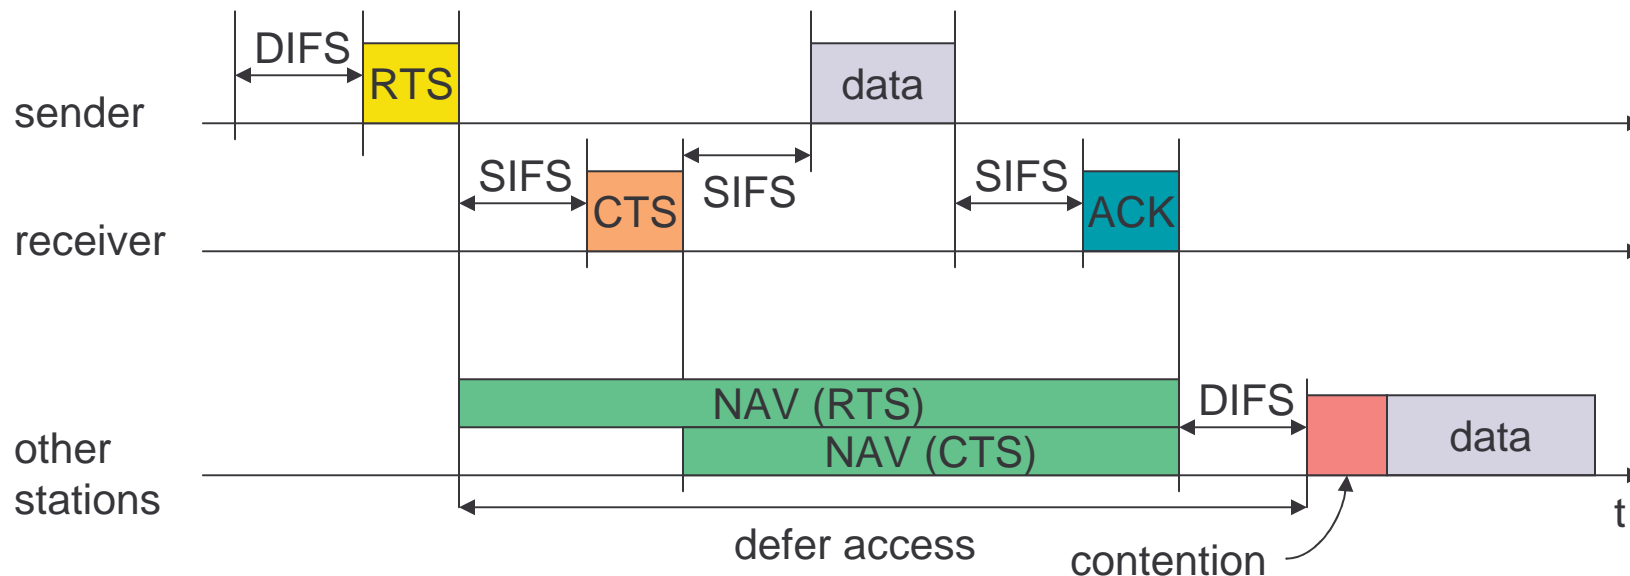 DIFS
RTS
data
sender
SIFS
CTS
SIFS
SIFS
ACK
receiver
NAV (RTS)
DIFS
NAV (CTS)
data
other
stations
t
defer access
contention